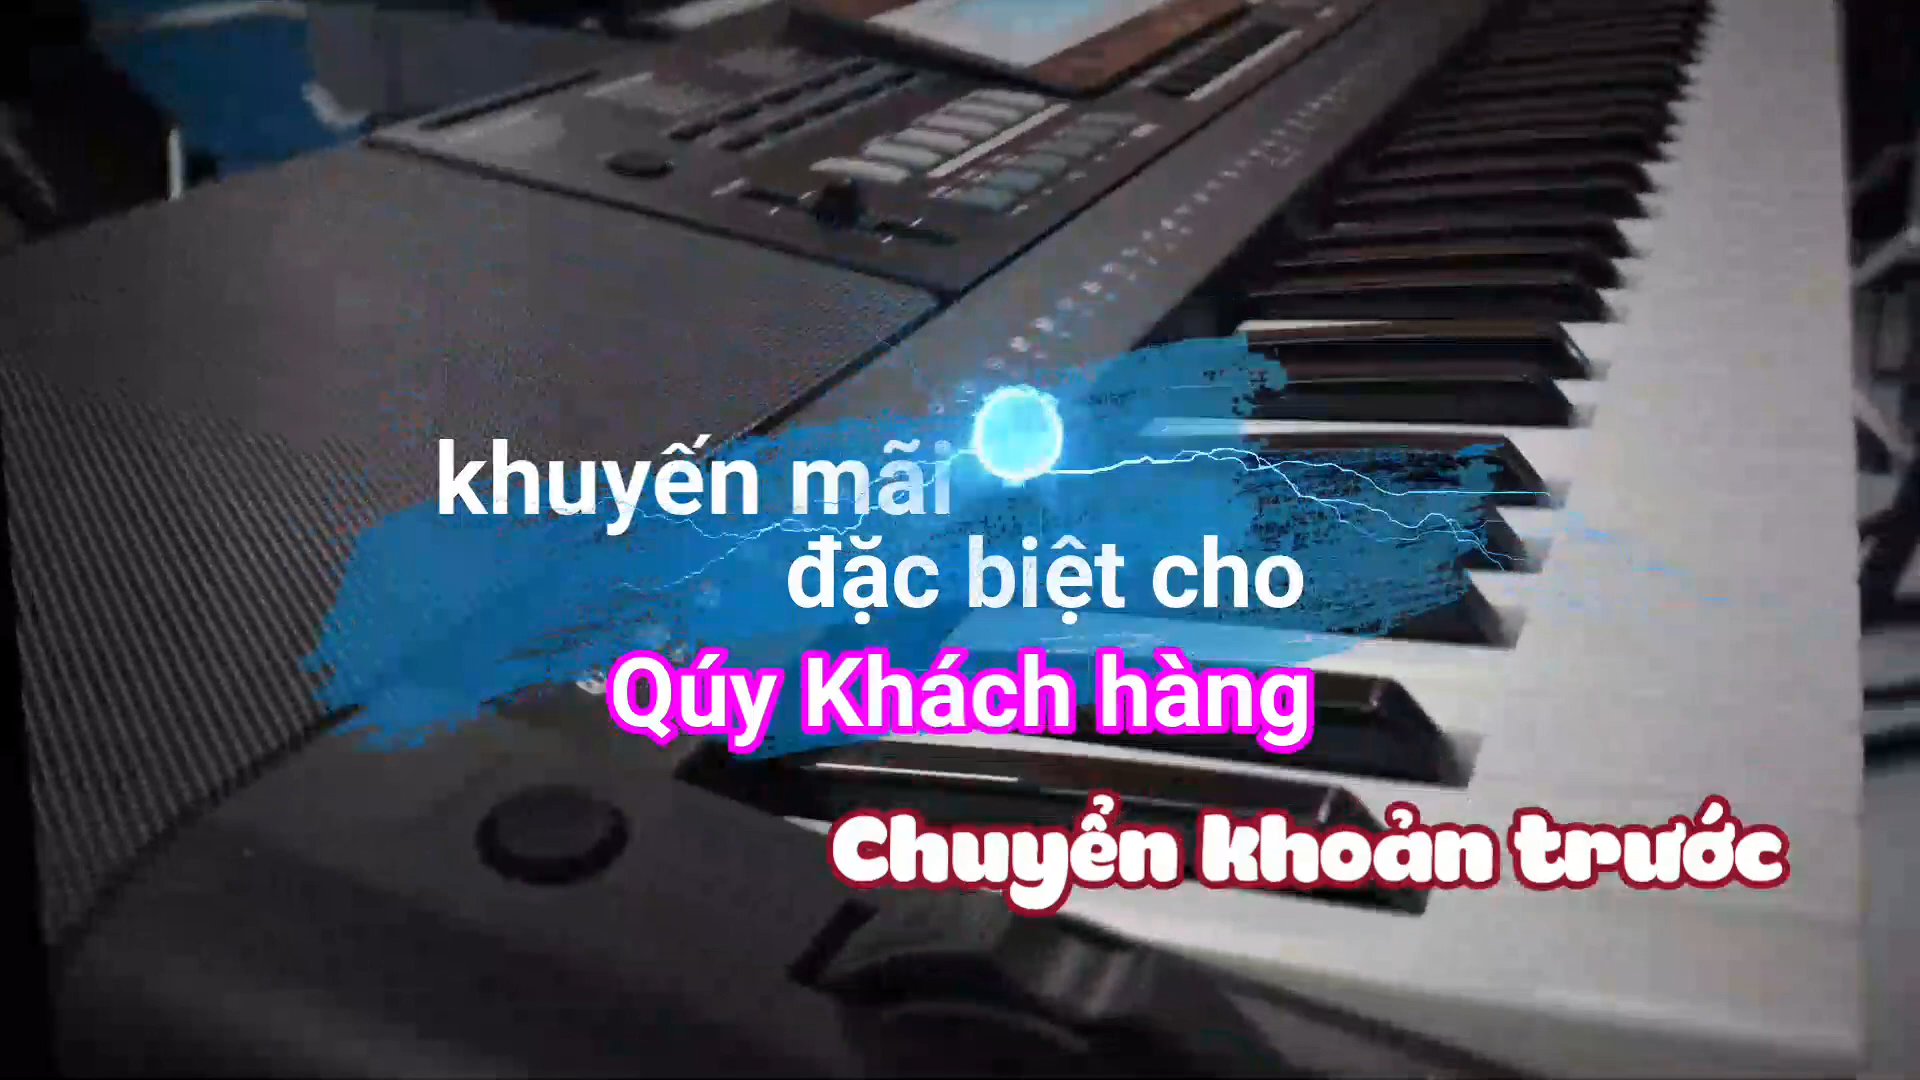 khuyến mãi
đặc biệt cho
Qúy Khách hàng
Chuyển khoản trước